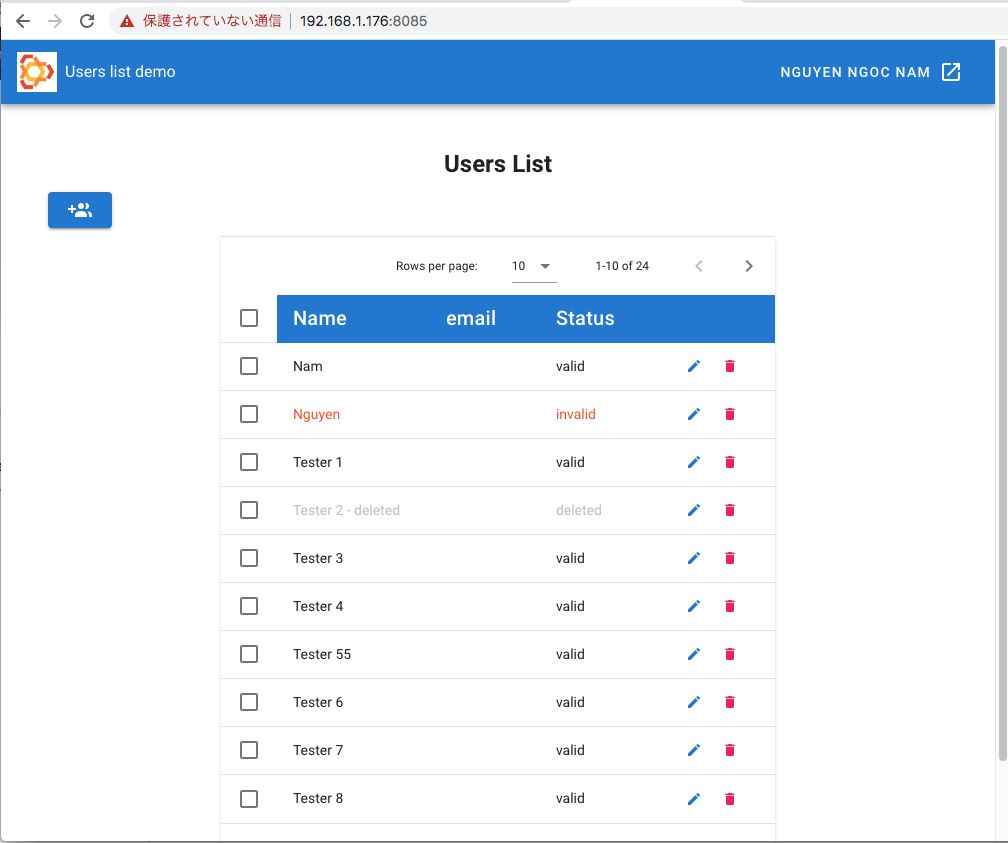 保護されていない通信 192.168.1.176:8085
Users list demo NGUYEN NGOC NAM
Users List
Rows per page: 10 1-10 of 24
Name email Status
Nam valid
Nguyen invalid
Tester 1 valid
Tester 2 - deleted deleted
Tester 3 valid
Tester 4 valid
Tester 55 valid
Tester 6 valid
Tester 7 valid
Tester 8 valid